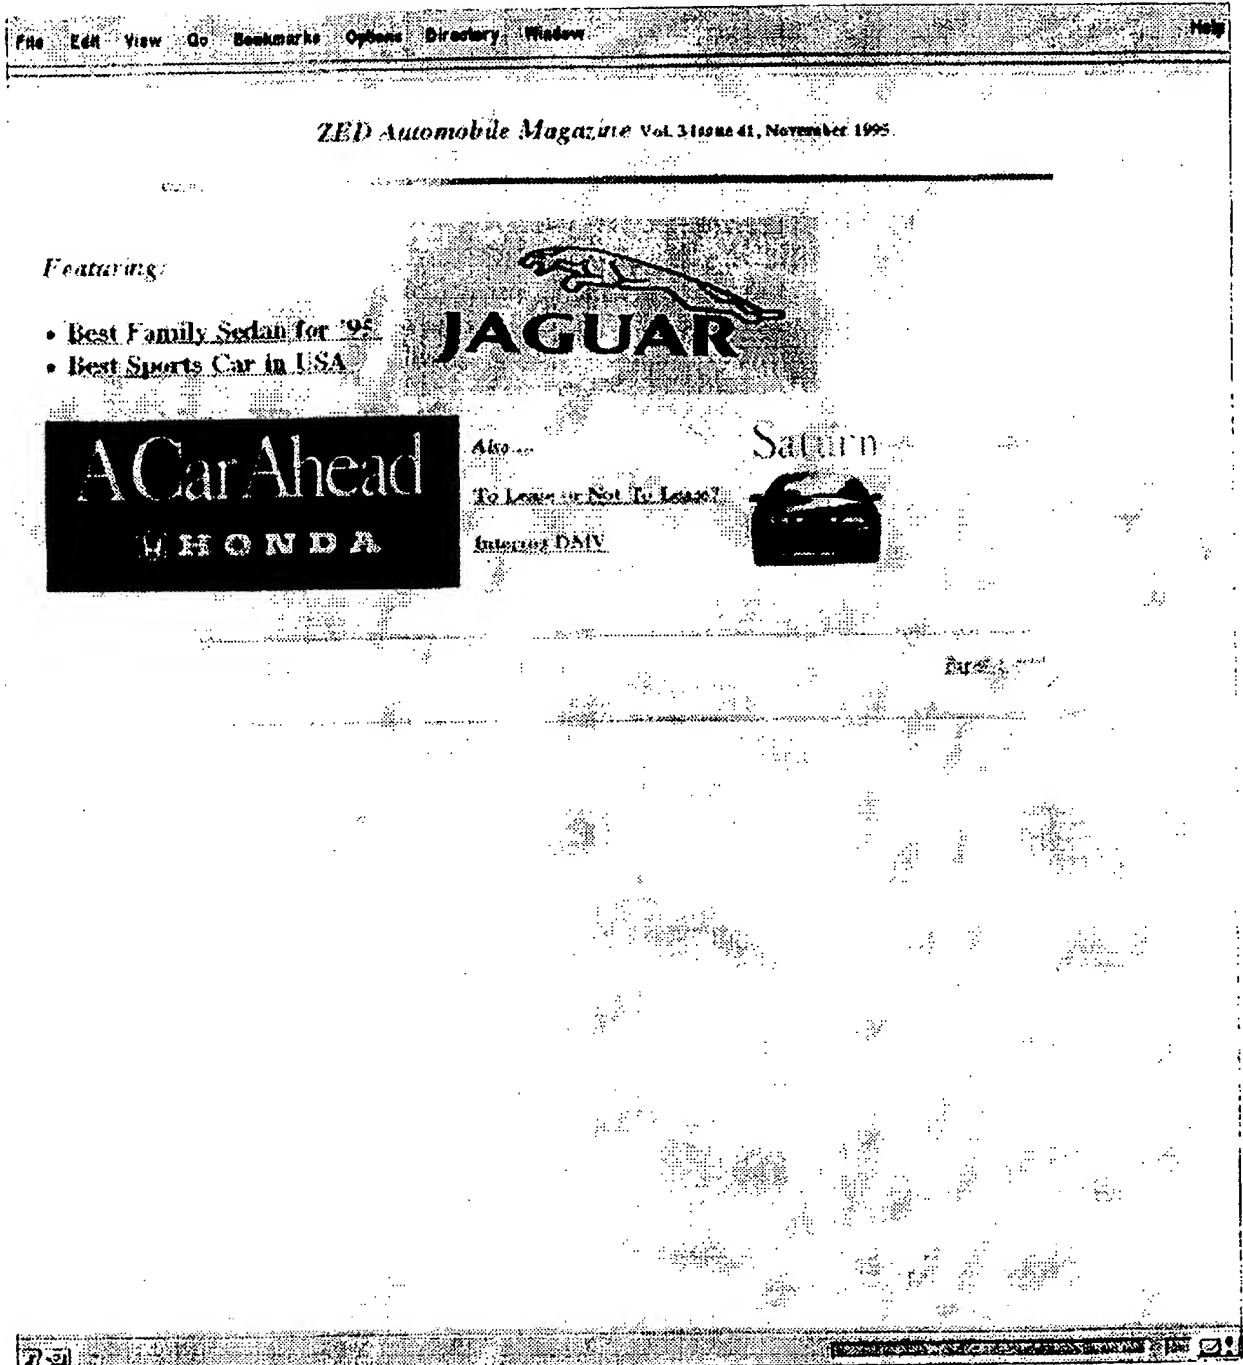 File Edit View Go Bookmarks Options Directory Window Help
ZED Automobile Magazine Vol. 3 Issue 41, November 1995.
Featuring:
• Best Family Sedan for '95
• Best Sports Car in USA
JAGUAR
A Car Ahead
HONDA
Also...
To Lease or Not To Lease?
DMV
Saturn